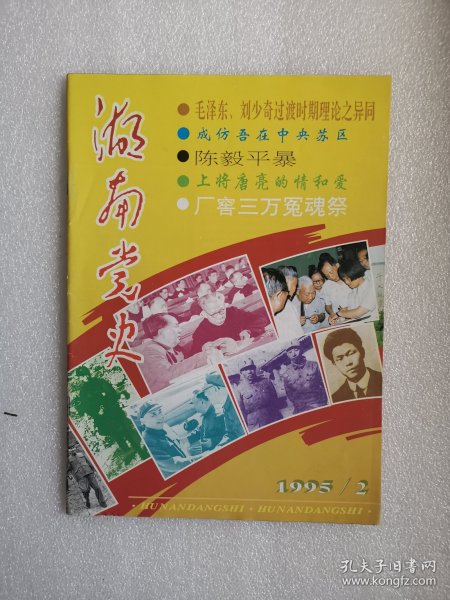 湖南党史
● 毛泽东、刘少奇过渡时期理论之异同
● 成仿吾在中央苏区
● 陈毅平暴
● 上将唐亮的情和爱
● 厂窖三万冤魂祭
1995/2
·HUNANDANGSHI·HUNANDANGSHI·
孔夫子旧书网
www.kongfz.com